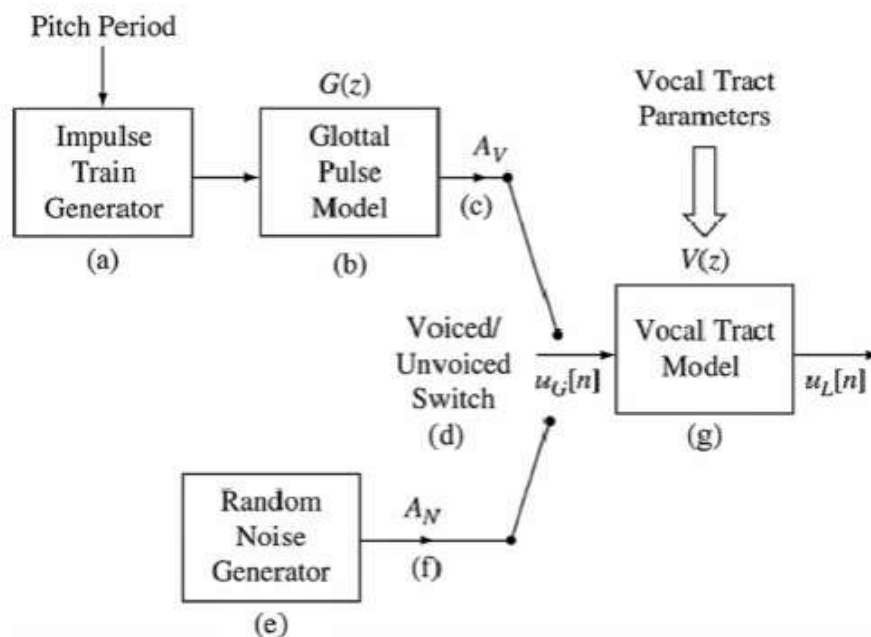 Pitch Period
G(z)
Impulse
Train
Generator
(a)
Glottal
Pulse
Model
(b)
A_V
(c)
Vocal Tract
Parameters
V(z)
Voiced/
Unvoiced
Switch
(d)
u_G[n]
Vocal Tract
Model
(g)
u_L[n]
Random
Noise
Generator
(e)
A_N
(f)